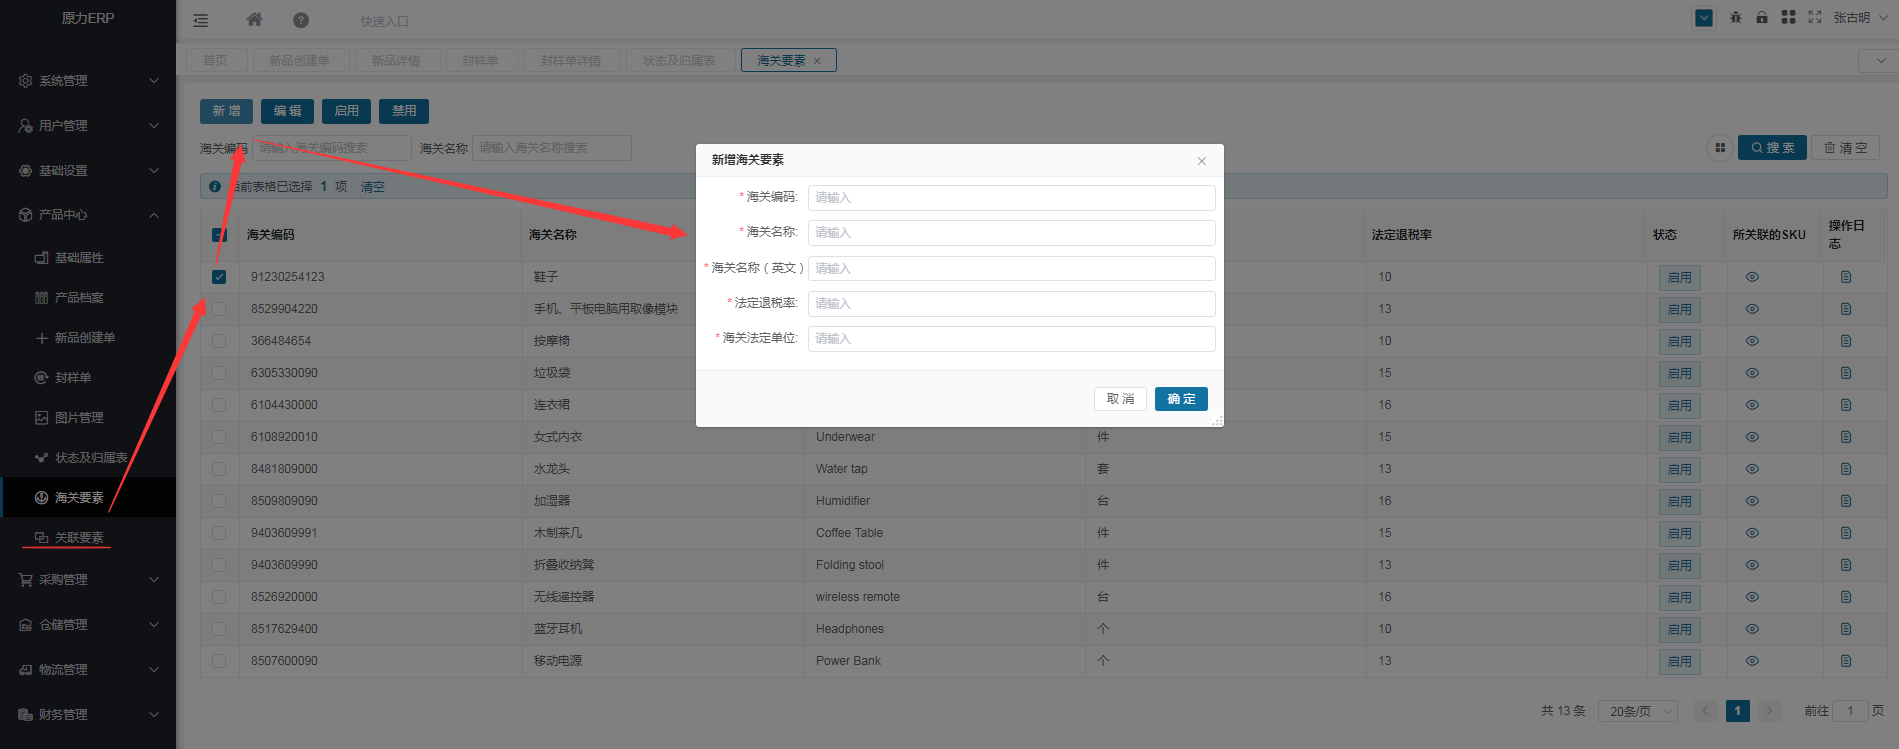 原力ERP
快速入口
张古明
系统管理
用户管理
基础设置
产品中心
基础属性
产品档案
新品创建单
封样单
图片管理
状态及归属表
海关要素
关联要素
采购管理
仓储管理
物流管理
财务管理
首页
新品创建单
新品详情
封样单
封样单详情
状态及归属表
海关要素
新增
编辑
启用
禁用
海关编码 请输入海关编码搜索 海关名称 请输入海关名称搜索
搜索
清空
当前表格已选择 1 项 清空
海关编码 海关名称 法定退税率 状态 所关联的SKU 操作日志
91230254123 鞋子 10 启用
8529904220 手机、平板电脑用取像模块 13 启用
366484654 按摩椅 10 启用
6305330090 垃圾袋 15 启用
6104430000 连衣裙 16 启用
6108920010 女式内衣 Underwear 件 15 启用
8481809000 水龙头 Water tap 套 13 启用
8509809090 加湿器 Humidifier 台 16 启用
9403609991 木制茶几 Coffee Table 件 15 启用
9403609990 折叠收纳凳 Folding stool 件 13 启用
8526920000 无线遥控器 wireless remote 台 16 启用
8517629400 蓝牙耳机 Headphones 个 10 启用
8507600090 移动电源 Power Bank 个 13 启用
共 13 条 20条/页 1 前往 1 页
新增海关要素
* 海关编码: 请输入
* 海关名称: 请输入
* 海关名称（英文） 请输入
* 法定退税率: 请输入
* 海关法定单位: 请输入
取消
确定